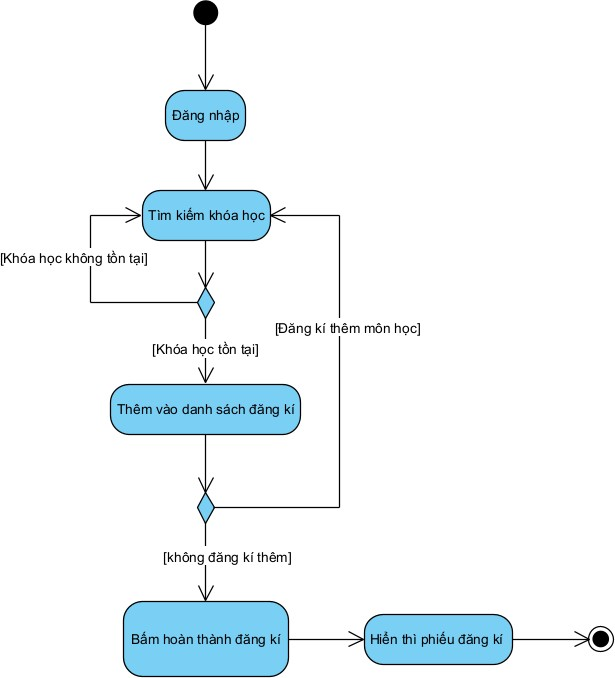 Đăng nhập
Tìm kiếm khóa học
[Khóa học không tồn tại]
[Đăng kí thêm môn học]
[Khóa học tồn tại]
Thêm vào danh sách đăng kí
[không đăng kí thêm]
Bấm hoàn thành đăng kí
Hiển thì phiếu đăng kí